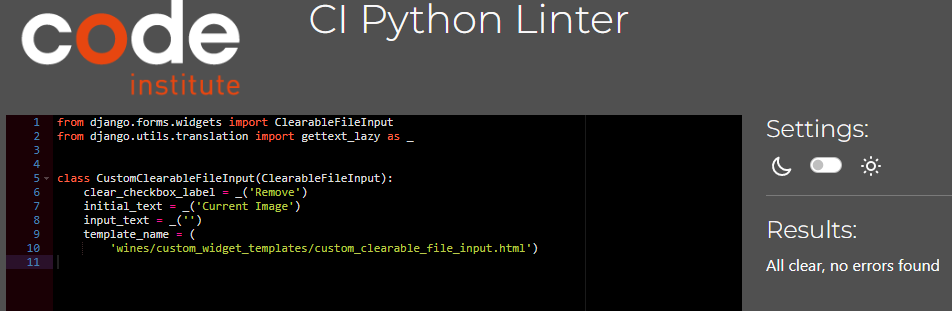 code
institute
CI Python Linter
1 from django.forms.widgets import ClearableFileInput
2 from django.utils.translation import gettext_lazy as _
3
4
5 class CustomClearableFileInput(ClearableFileInput):
6 clear_checkbox_label = _('Remove')
7 initial_text = _('Current Image')
8 input_text = _('')
9 template_name = (
10 'wines/custom_widget_templates/custom_clearable_file_input.html')
11
Settings:
Results:
All clear, no errors found